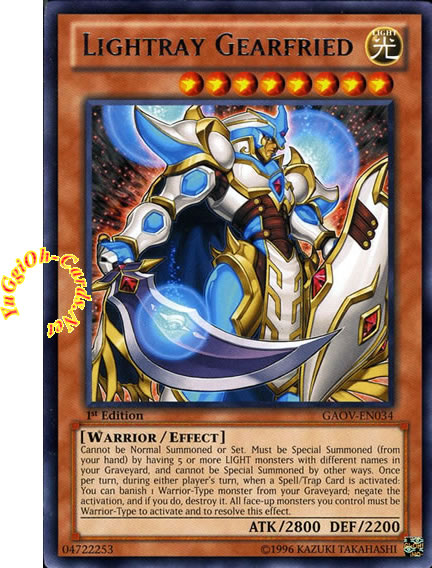 LIGHTRAY GEARFRIED
LIGHT
光
YuGgiOh-Cards.Net
1st Edition
GAOV-EN034
[WARRIOR / EFFECT]
Cannot be Normal Summoned or Set. Must be Special Summoned (from
your hand) by having 5 or more LIGHT monsters with different names in
your Graveyard, and cannot be Special Summoned by other ways. Once
per turn, during either player's turn, when a Spell/Trap Card is activated:
You can banish 1 Warrior-Type monster from your Graveyard; negate the
activation, and if you do, destroy it. All face-up monsters you control must be
Warrior-Type to activate and to resolve this effect.
ATK/2800 DEF/2200
04722253
©1996 KAZUKI TAKAHASHI